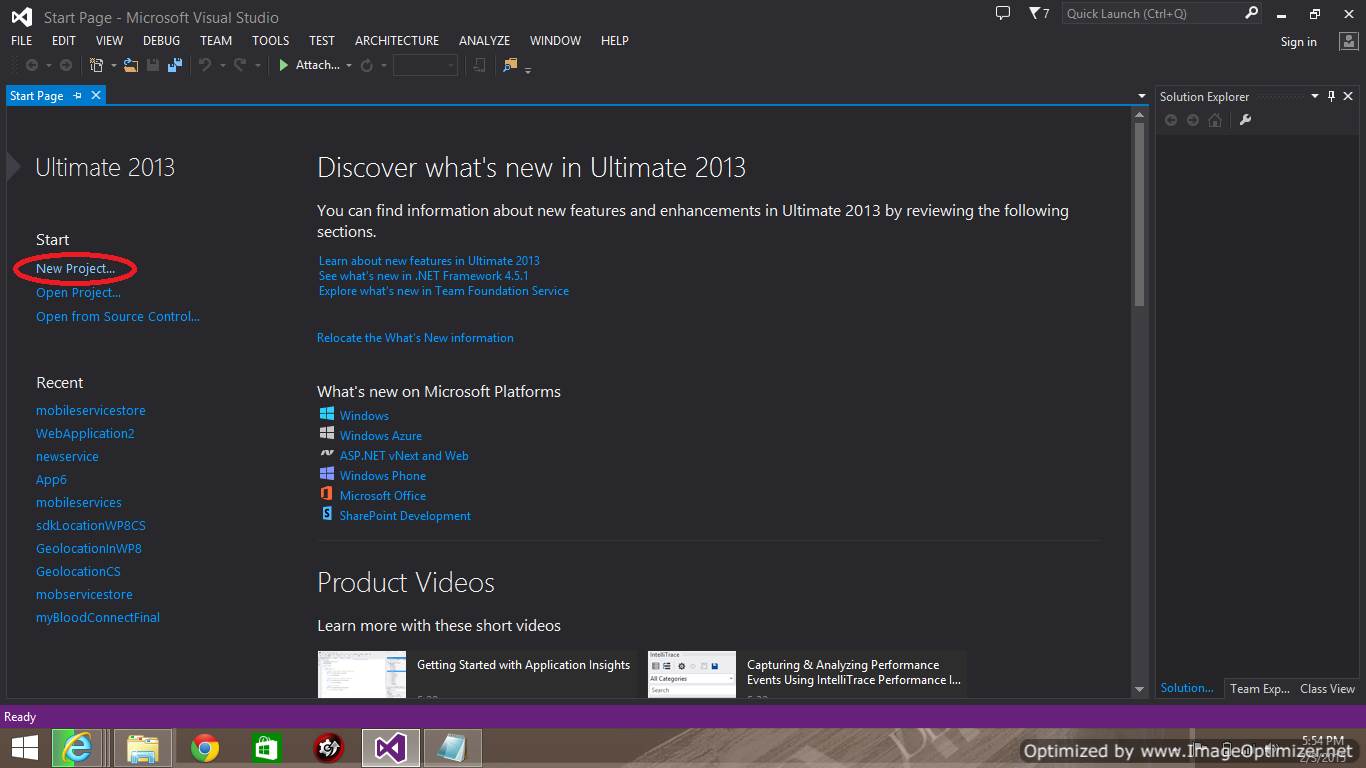 Start Page - Microsoft Visual Studio
7
Quick Launch (Ctrl+Q)
FILE EDIT VIEW DEBUG TEAM TOOLS TEST ARCHITECTURE ANALYZE WINDOW HELP
Sign in
Attach...
Start Page
Solution Explorer
Ultimate 2013
Start
New Project...
Open Project...
Open from Source Control...
Recent
mobileservicestore
WebApplication2
newservice
App6
mobileservices
sdkLocationWP8CS
GeolocationInWP8
GeolocationCS
mobservicestore
myBloodConnectFinal
Discover what's new in Ultimate 2013
You can find information about new features and enhancements in Ultimate 2013 by reviewing the following
sections.
Learn about new features in Ultimate 2013
See what's new in .NET Framework 4.5.1
Explore what's new in Team Foundation Service
Relocate the What's New information
What's new on Microsoft Platforms
Windows
Windows Azure
ASP.NET vNext and Web
Windows Phone
Microsoft Office
SharePoint Development
Product Videos
Learn more with these short videos
Getting Started with Application Insights
IntelliTrace
All Categories
Search
Capturing & Analyzing Performance
Events Using IntelliTrace Performance I...
Solution... Team Exp... Class View
Ready
5:54 PM
Optimized by www.ImageOptimizer.net